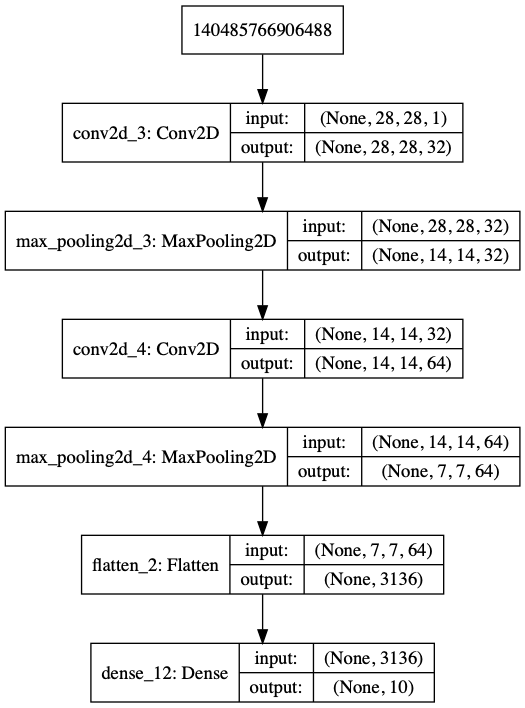 140485766906488
conv2d_3: Conv2D
input: (None, 28, 28, 1)
output: (None, 28, 28, 32)
max_pooling2d_3: MaxPooling2D
input: (None, 28, 28, 32)
output: (None, 14, 14, 32)
conv2d_4: Conv2D
input: (None, 14, 14, 32)
output: (None, 14, 14, 64)
max_pooling2d_4: MaxPooling2D
input: (None, 14, 14, 64)
output: (None, 7, 7, 64)
flatten_2: Flatten
input: (None, 7, 7, 64)
output: (None, 3136)
dense_12: Dense
input: (None, 3136)
output: (None, 10)